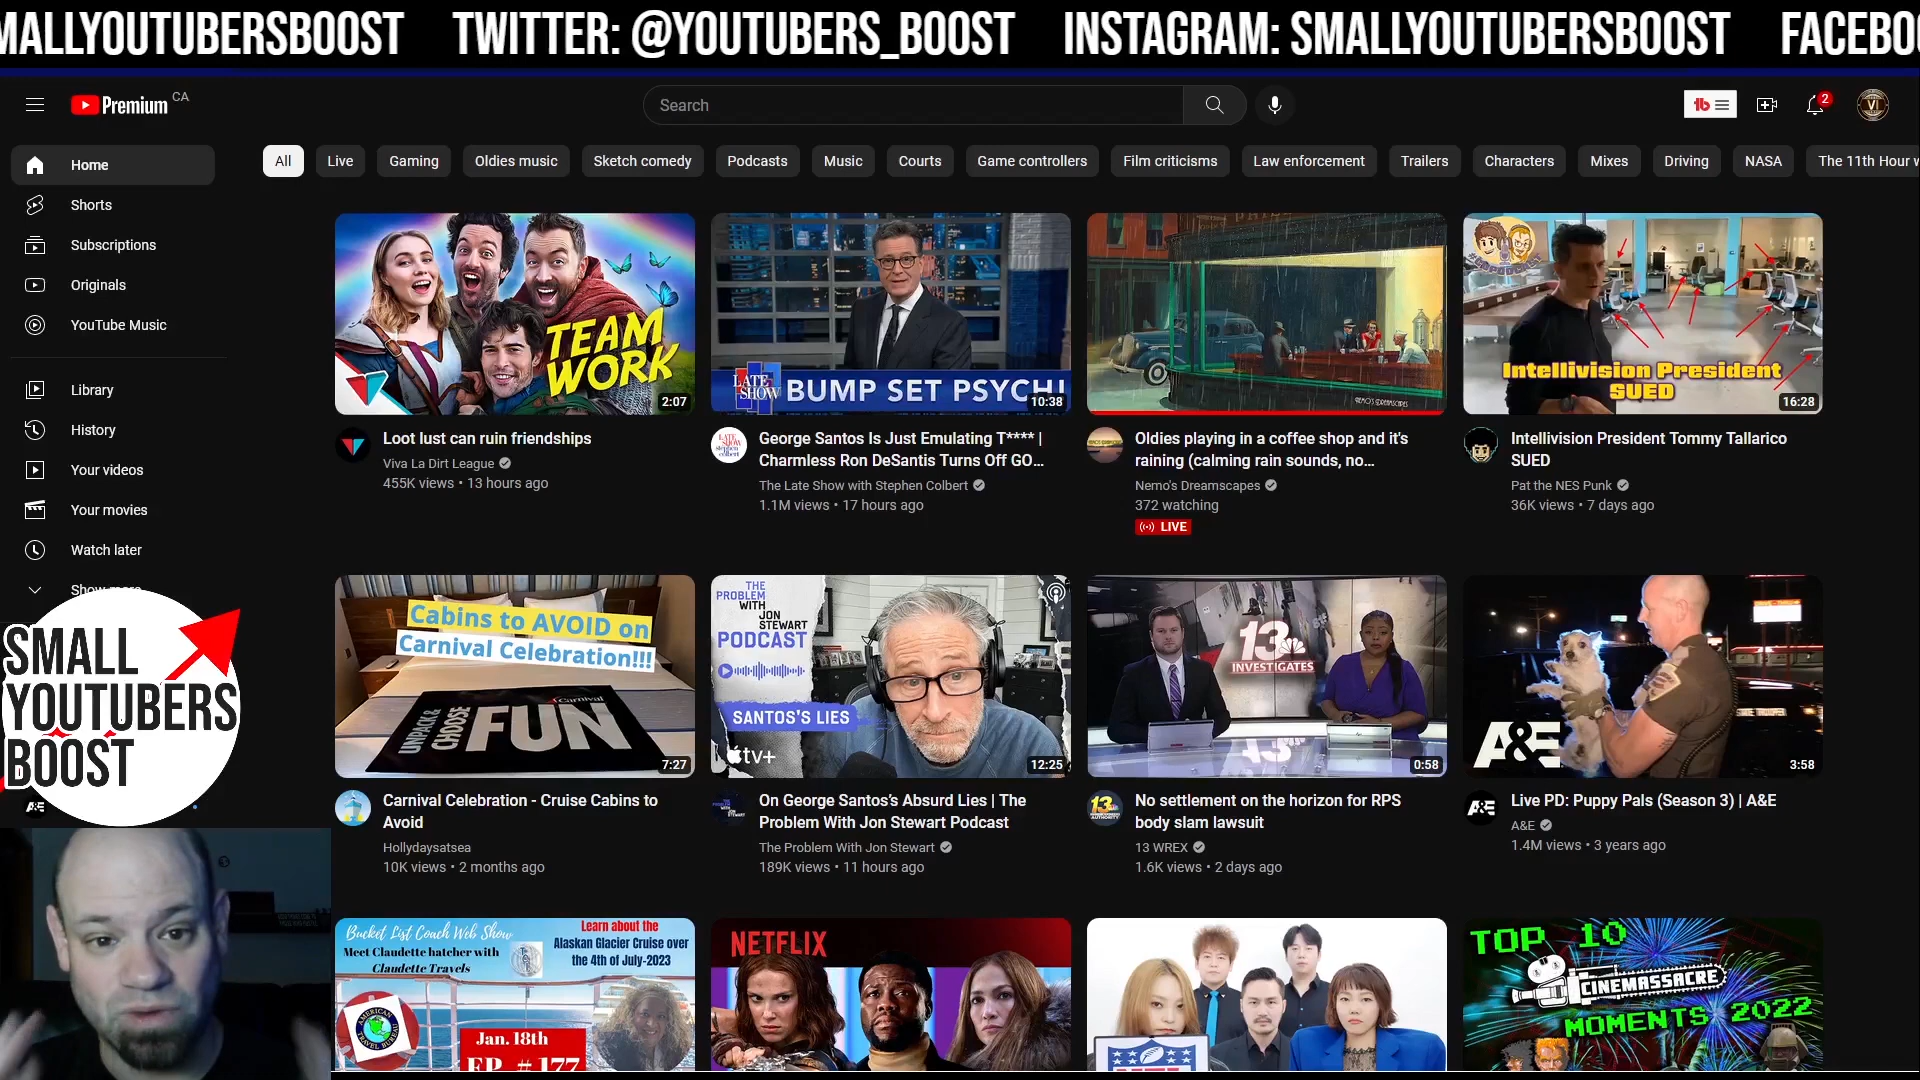 MALLYOUTUBERSBOOST TWITTER: @YOUTUBERS_BOOST INSTAGRAM: SMALLYOUTUBERSBOOST FACEBO
Premium CA
Search
2
Home
Shorts
Subscriptions
Originals
YouTube Music
Library
History
Your videos
Your movies
Watch later
Show more
SMALL
YOUTUBERS
BOOST
All Live Gaming Oldies music Sketch comedy Podcasts Music Courts Game controllers Film criticisms Law enforcement Trailers Characters Mixes Driving NASA The 11th Hour w
TEAM
WORK
2:07
Loot lust can ruin friendships
Viva La Dirt League
455K views • 13 hours ago
LATE
SHOW
BUMP SET PSYCH!
10:38
George Santos Is Just Emulating T**** |
Charmless Ron DeSantis Turns Off GO...
The Late Show with Stephen Colbert
1.1M views • 17 hours ago
NEMO'S DREAMSCAPES
Oldies playing in a coffee shop and it's
raining (calming rain sounds, no...
Nemo's Dreamscapes
372 watching
LIVE
Intellivision President
SUED
16:28
Intellivision President Tommy Tallarico
SUED
Pat the NES Punk
36K views • 7 days ago
Cabins to AVOID on
Carnival Celebration!!!
Carnival
UNPACK &
CHOOSE
FUN
7:27
Carnival Celebration - Cruise Cabins to
Avoid
Hollydaysatsea
10K views • 2 months ago
THE
PROBLEM
WITH
JON
STEWART
PODCAST
SANTOS'S LIES
tv+
12:25
On George Santos's Absurd Lies | The
Problem With Jon Stewart Podcast
The Problem With Jon Stewart
189K views • 11 hours ago
13
INVESTIGATES
0:58
No settlement on the horizon for RPS
body slam lawsuit
13 WREX
1.6K views • 2 days ago
A&E
3:58
Live PD: Puppy Pals (Season 3) | A&E
A&E
1.4M views • 3 years ago
Bucket List Coach Web Show
Meet Claudette hatcher with
Claudette Travels
Learn about the
Alaskan Glacier Cruise over
the 4th of July-2023
AMERICAN
TRAVEL BUREAU
Jan. 18th
EP. # 177
NETFLIX
TOP 10
CINEMASSACRE
MOMENTS 2022